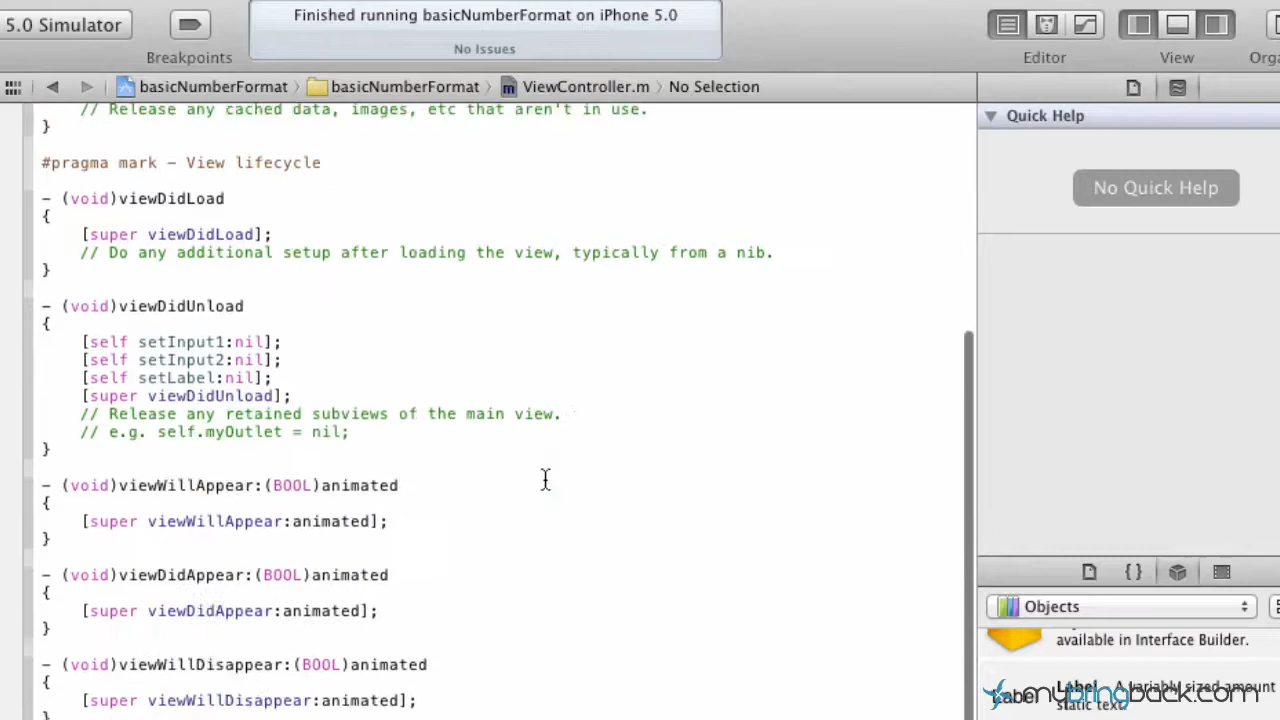 5.0 Simulator
Breakpoints
Finished running basicNumberFormat on iPhone 5.0
No Issues
Editor
View
Orga
basicNumberFormat
basicNumberFormat
ViewController.m
No Selection
// Release any cached data, images, etc that aren't in use.
}
#pragma mark - View lifecycle
- (void)viewDidLoad
{
[super viewDidLoad];
// Do any additional setup after loading the view, typically from a nib.
}
- (void)viewDidUnload
{
[self setInput1:nil];
[self setInput2:nil];
[self setLabel:nil];
[super viewDidUnload];
// Release any retained subviews of the main view.
// e.g. self.myOutlet = nil;
}
- (void)viewWillAppear:(BOOL)animated
{
[super viewWillAppear:animated];
}
- (void)viewDidAppear:(BOOL)animated
{
[super viewDidAppear:animated];
}
- (void)viewWillDisappear:(BOOL)animated
{
[super viewWillDisappear:animated];
}
Quick Help
No Quick Help
{ }
Objects
available in Interface Builder.
Label
Label - A variably sized amount
static text.
mybringback.com